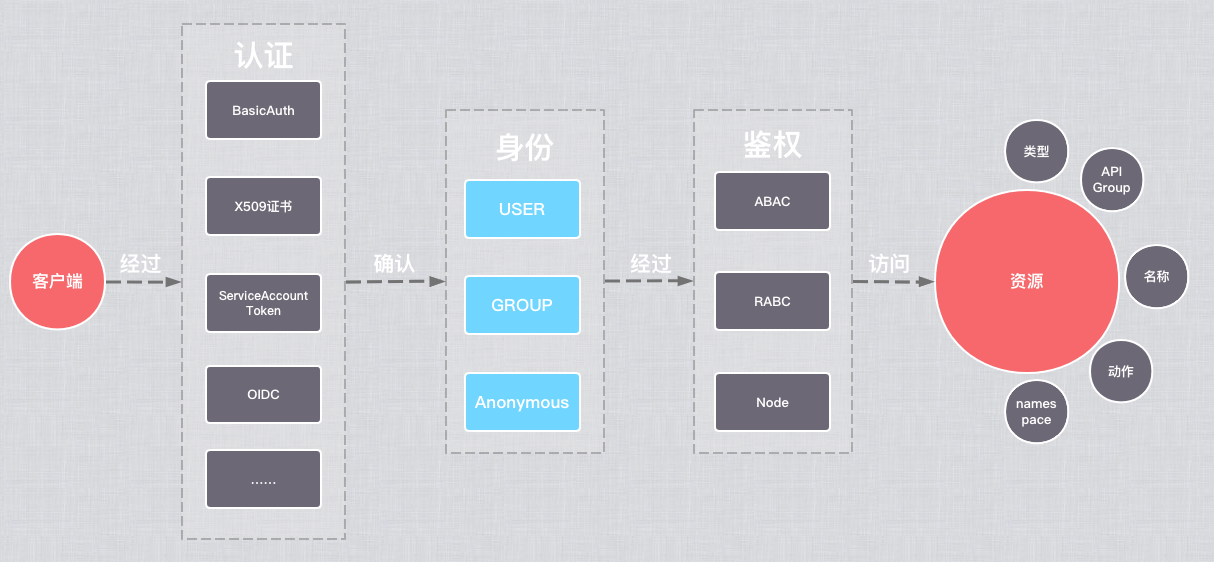 客户端
经过
认证
BasicAuth
X509证书
ServiceAccount
Token
OIDC
……
确认
身份
USER
GROUP
Anonymous
经过
鉴权
ABAC
RABC
Node
访问
资源
类型
API
Group
名称
动作
names
pace